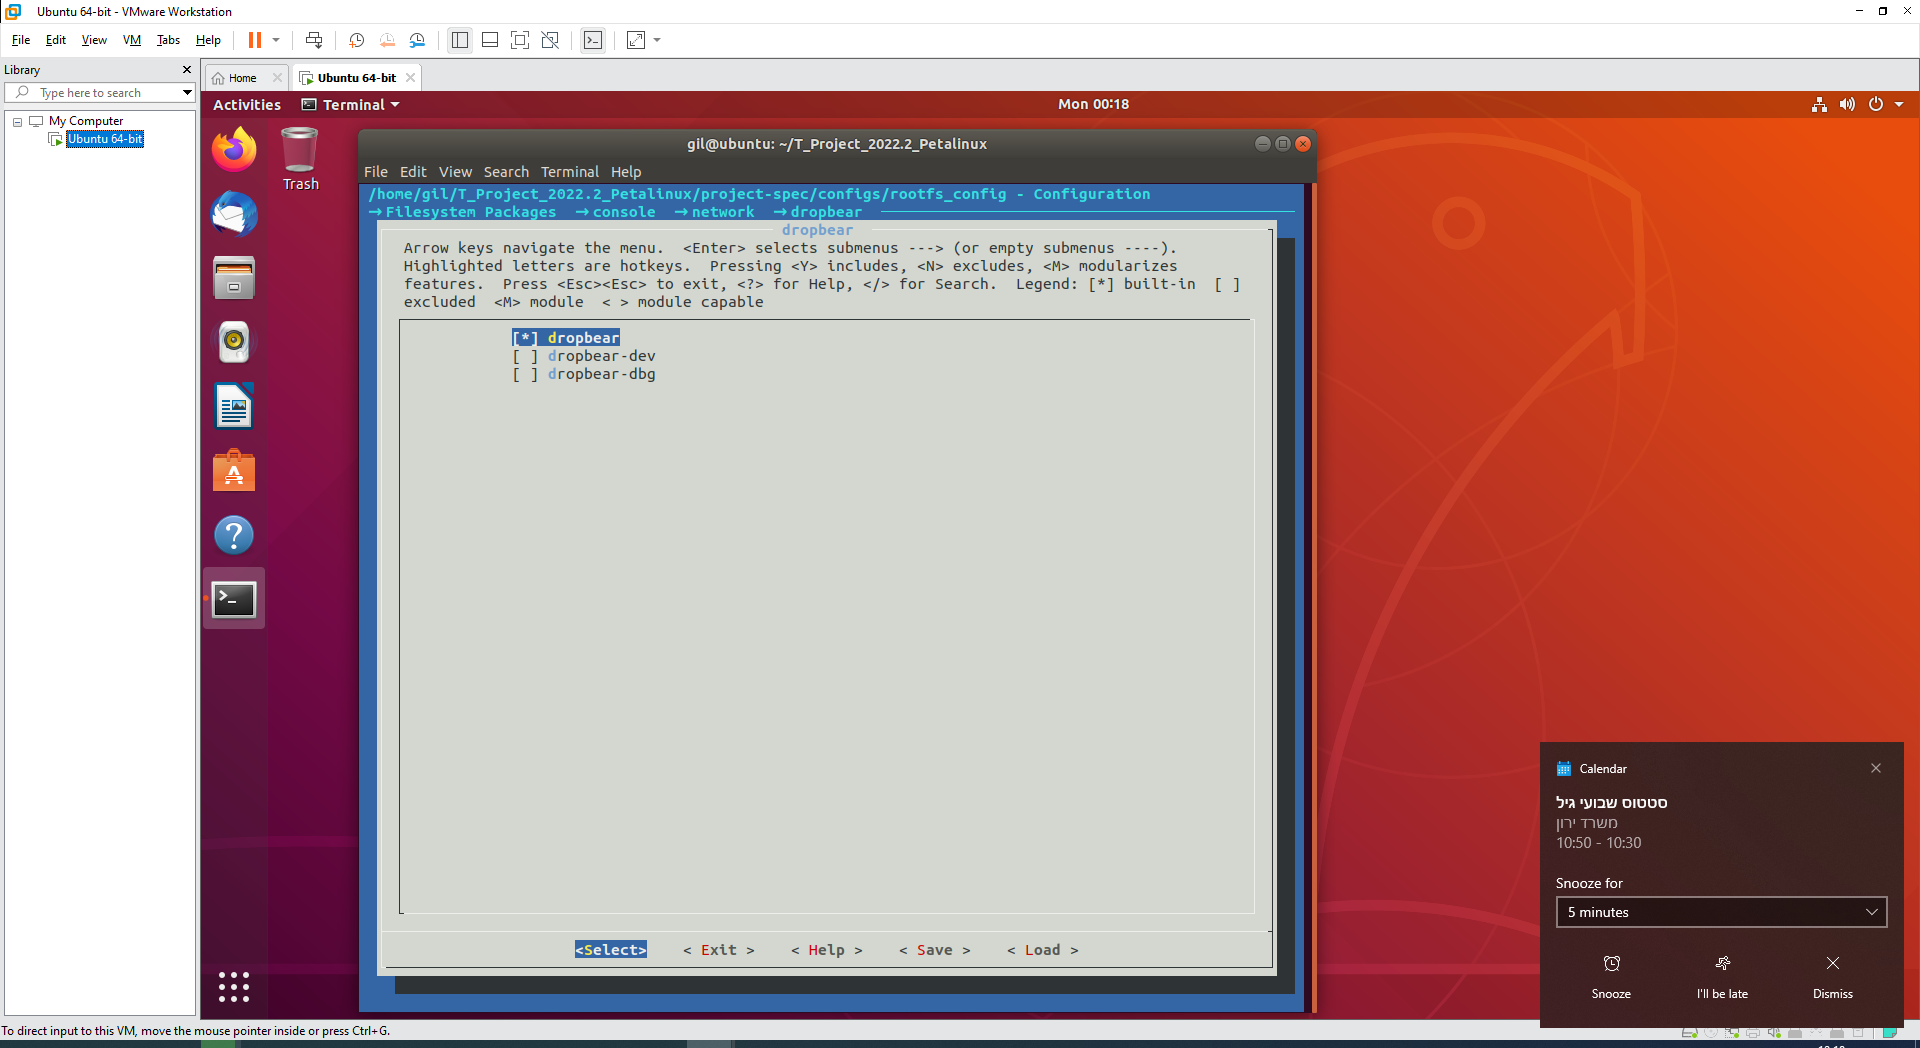 Ubuntu 64-bit - VMware Workstation
File Edit View VM Tabs Help
Library
Type here to search
My Computer
Ubuntu 64-bit
Home
Ubuntu 64-bit
Activities
Terminal
Mon 00:18
Trash
gil@ubuntu: ~/T_Project_2022.2_Petalinux
File Edit View Search Terminal Help
/home/gil/T_Project_2022.2_Petalinux/project-spec/configs/rootfs_config - Configuration
→ Filesystem Packages → console → network → dropbear
dropbear
Arrow keys navigate the menu. <Enter> selects submenus ---> (or empty submenus ----).
Highlighted letters are hotkeys. Pressing <Y> includes, <N> excludes, <M> modularizes
features. Press <Esc><Esc> to exit, <?> for Help, </> for Search. Legend: [*] built-in [ ]
excluded <M> module < > module capable
[*] dropbear
[ ] dropbear-dev
[ ] dropbear-dbg
<Select> < Exit > < Help > < Save > < Load >
Calendar
סטטוס שבועי גיל
משרד ירון
10:50 - 10:30
Snooze for
5 minutes
Snooze
I'll be late
Dismiss
To direct input to this VM, move the mouse pointer inside or press Ctrl+G.